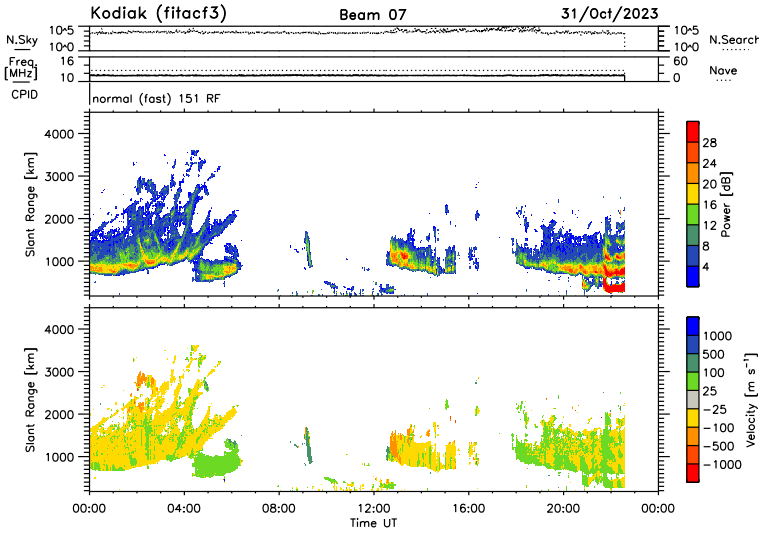 Kodiak (fitacf3) Beam 07 31/Oct/2023
N.Sky 10^5 10^0 10^5 10^0 N.Search
Freq. [MHz] 16 10 60 0 Nave
CPID normal (fast) 151 RF
Slant Range [km] 4000 3000 2000 1000
28 24 20 16 12 8 4 Power [dB]
Slant Range [km] 4000 3000 2000 1000
1000 500 100 25 −25 −100 −500 −1000 Velocity [m s^-1]
00:00 04:00 08:00 12:00 16:00 20:00 00:00
Time UT